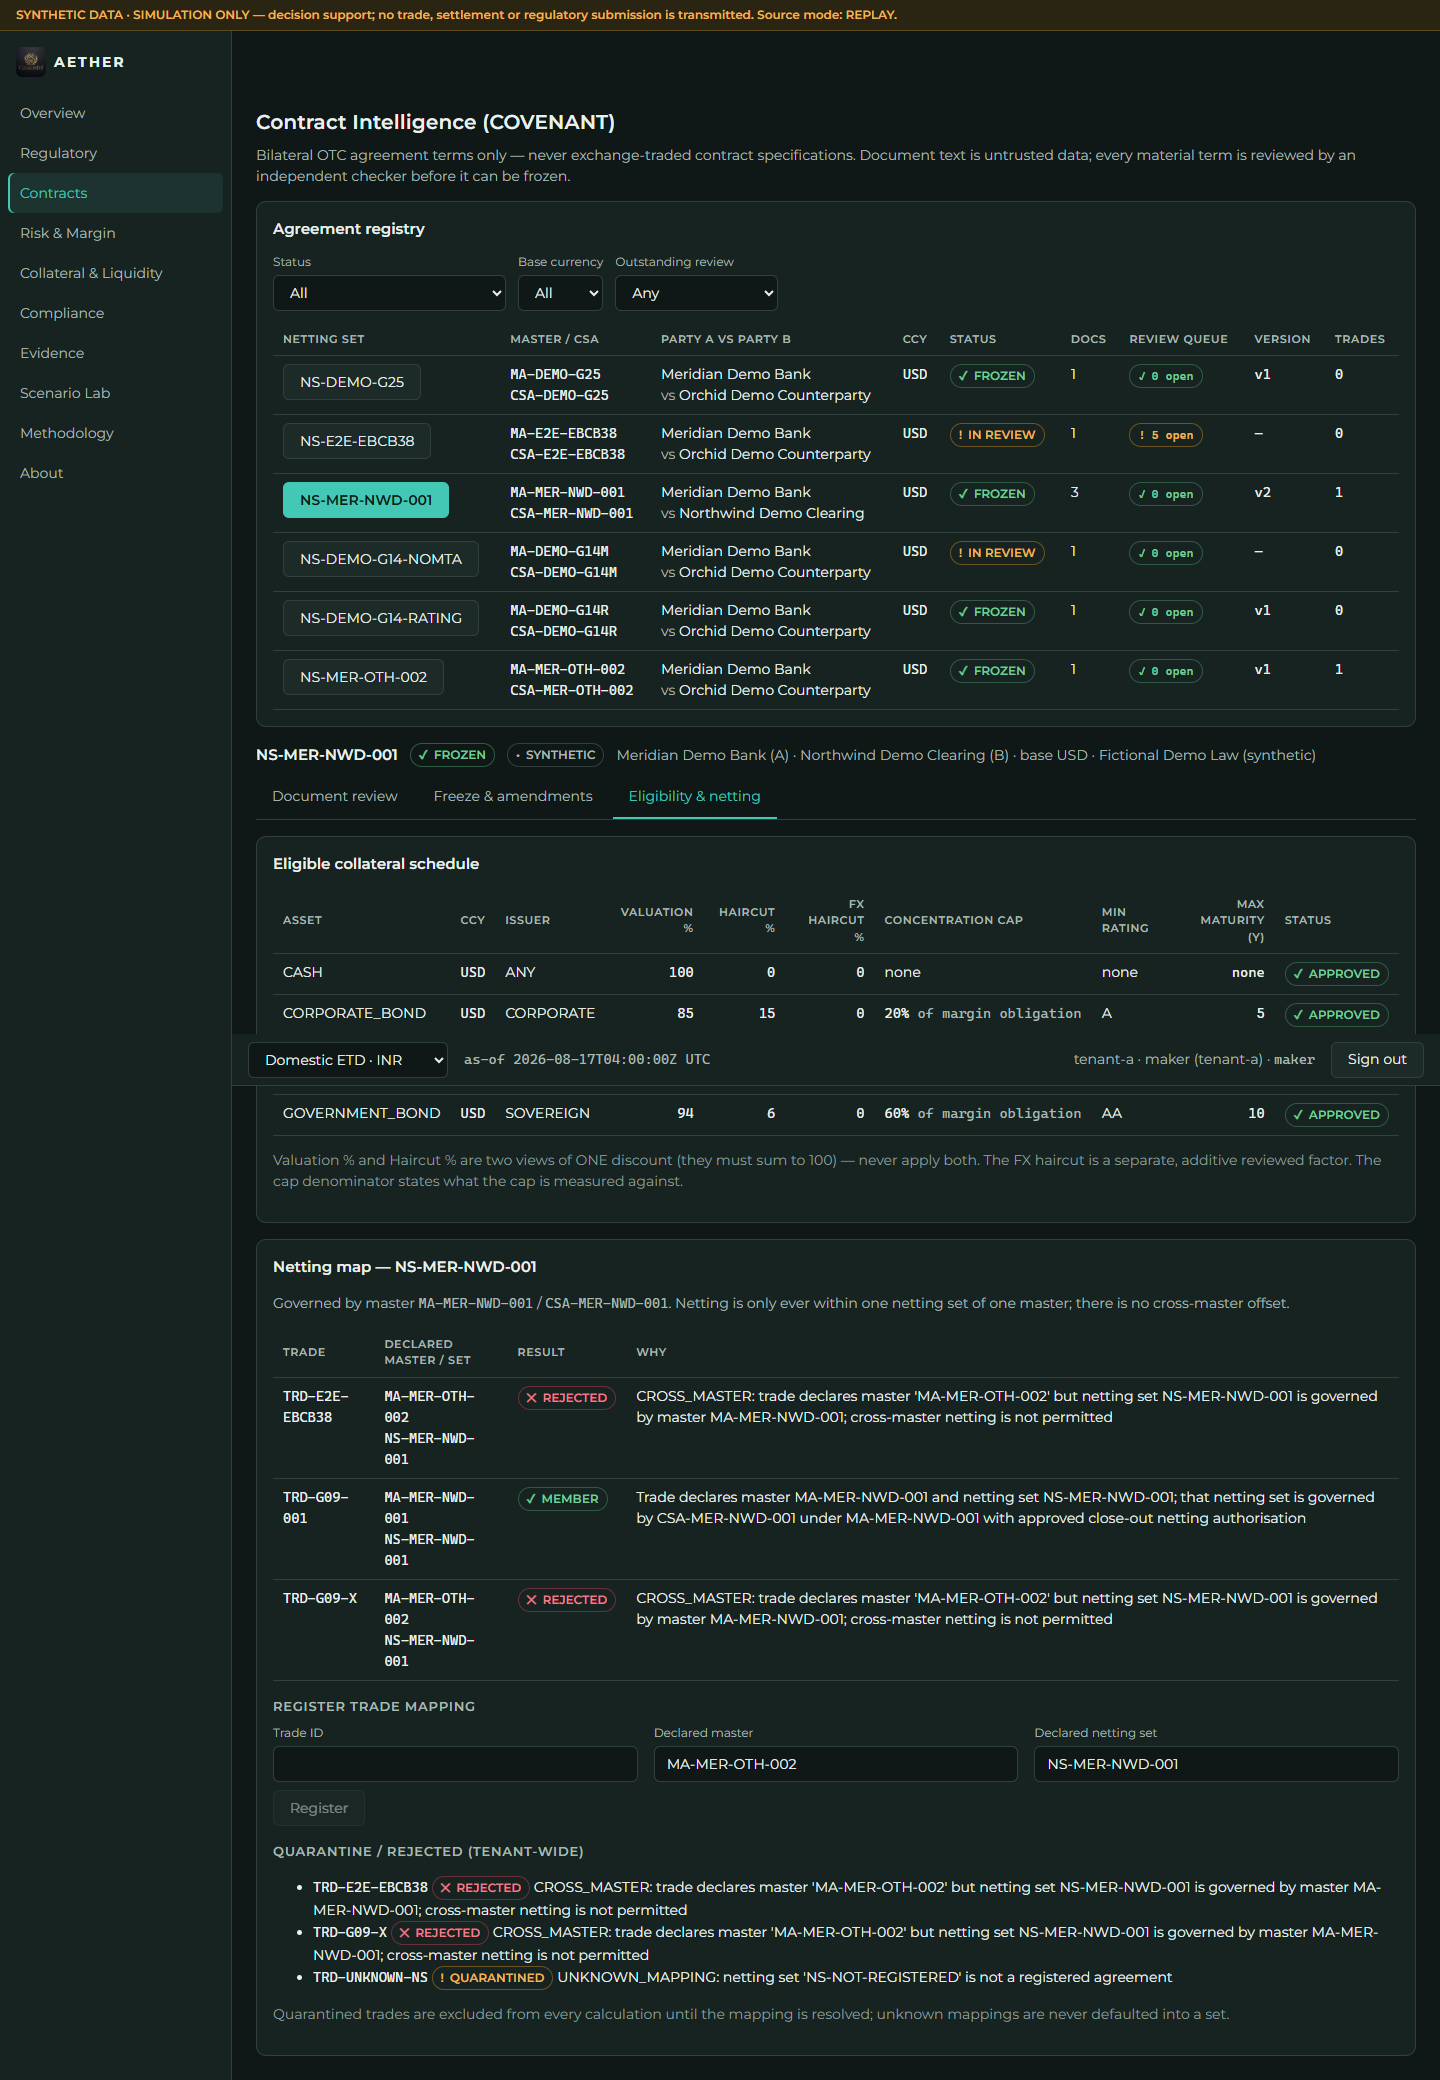 SYNTHETIC DATA · SIMULATION ONLY — decision support; no trade, settlement or regulatory submission is transmitted. Source mode: REPLAY.
AETHER
Overview
Regulatory
Contracts
Risk & Margin
Collateral & Liquidity
Compliance
Evidence
Scenario Lab
Methodology
About
Contract Intelligence (COVENANT)
Bilateral OTC agreement terms only — never exchange-traded contract specifications. Document text is untrusted data; every material term is reviewed by an
independent checker before it can be frozen.
Agreement registry
Status Base currency Outstanding review
All All Any
NETTING SET MASTER / CSA PARTY A VS PARTY B CCY STATUS DOCS REVIEW QUEUE VERSION TRADES
NS-DEMO-G25 MA-DEMO-G25 Meridian Demo Bank USD ✓ FROZEN 1 ✓ 0 open v1 0
CSA-DEMO-G25 vs Orchid Demo Counterparty
NS-E2E-EBCB38 MA-E2E-EBCB38 Meridian Demo Bank USD ! IN REVIEW 1 ! 5 open — 0
CSA-E2E-EBCB38 vs Orchid Demo Counterparty
NS-MER-NWD-001 MA-MER-NWD-001 Meridian Demo Bank USD ✓ FROZEN 3 ✓ 0 open v2 1
CSA-MER-NWD-001 vs Northwind Demo Clearing
NS-DEMO-G14-NOMTA MA-DEMO-G14M Meridian Demo Bank USD ! IN REVIEW 1 ✓ 0 open — 0
CSA-DEMO-G14M vs Orchid Demo Counterparty
NS-DEMO-G14-RATING MA-DEMO-G14R Meridian Demo Bank USD ✓ FROZEN 1 ✓ 0 open v1 0
CSA-DEMO-G14R vs Orchid Demo Counterparty
NS-MER-OTH-002 MA-MER-OTH-002 Meridian Demo Bank USD ✓ FROZEN 1 ✓ 0 open v1 1
CSA-MER-OTH-002 vs Orchid Demo Counterparty
NS-MER-NWD-001 ✓ FROZEN • SYNTHETIC Meridian Demo Bank (A) · Northwind Demo Clearing (B) · base USD · Fictional Demo Law (synthetic)
Document review Freeze & amendments Eligibility & netting
Eligible collateral schedule
ASSET CCY ISSUER VALUATION % HAIRCUT % FX HAIRCUT % CONCENTRATION CAP MIN RATING MAX MATURITY (Y) STATUS
CASH USD ANY 100 0 0 none none none ✓ APPROVED
CORPORATE_BOND USD CORPORATE 85 15 0 20% of margin obligation A 5 ✓ APPROVED
Domestic ETD · INR as-of 2026-08-17T04:00:00Z UTC tenant-a · maker (tenant-a) · maker Sign out
GOVERNMENT_BOND USD SOVEREIGN 94 6 0 60% of margin obligation AA 10 ✓ APPROVED
Valuation % and Haircut % are two views of ONE discount (they must sum to 100) — never apply both. The FX haircut is a separate, additive reviewed factor. The
cap denominator states what the cap is measured against.
Netting map — NS-MER-NWD-001
Governed by master MA-MER-NWD-001 / CSA-MER-NWD-001. Netting is only ever within one netting set of one master; there is no cross-master offset.
TRADE DECLARED MASTER / SET RESULT WHY
TRD-E2E- MA-MER-OTH- ✕ REJECTED CROSS_MASTER: trade declares master 'MA-MER-OTH-002' but netting set NS-MER-NWD-001 is governed
EBCB38 002 by master MA-MER-NWD-001; cross-master netting is not permitted
NS-MER-NWD-
001
TRD-G09- MA-MER-NWD- ✓ MEMBER Trade declares master MA-MER-NWD-001 and netting set NS-MER-NWD-001; that netting set is governed
001 001 by CSA-MER-NWD-001 under MA-MER-NWD-001 with approved close-out netting authorisation
NS-MER-NWD-
001
TRD-G09-X MA-MER-OTH- ✕ REJECTED CROSS_MASTER: trade declares master 'MA-MER-OTH-002' but netting set NS-MER-NWD-001 is governed
002 by master MA-MER-NWD-001; cross-master netting is not permitted
NS-MER-NWD-
001
REGISTER TRADE MAPPING
Trade ID Declared master Declared netting set
MA-MER-OTH-002 NS-MER-NWD-001
Register
QUARANTINE / REJECTED (TENANT-WIDE)
• TRD-E2E-EBCB38 ✕ REJECTED CROSS_MASTER: trade declares master 'MA-MER-OTH-002' but netting set NS-MER-NWD-001 is governed by master MA-
MER-NWD-001; cross-master netting is not permitted
• TRD-G09-X ✕ REJECTED CROSS_MASTER: trade declares master 'MA-MER-OTH-002' but netting set NS-MER-NWD-001 is governed by master MA-MER-
NWD-001; cross-master netting is not permitted
• TRD-UNKNOWN-NS ! QUARANTINED UNKNOWN_MAPPING: netting set 'NS-NOT-REGISTERED' is not a registered agreement
Quarantined trades are excluded from every calculation until the mapping is resolved; unknown mappings are never defaulted into a set.